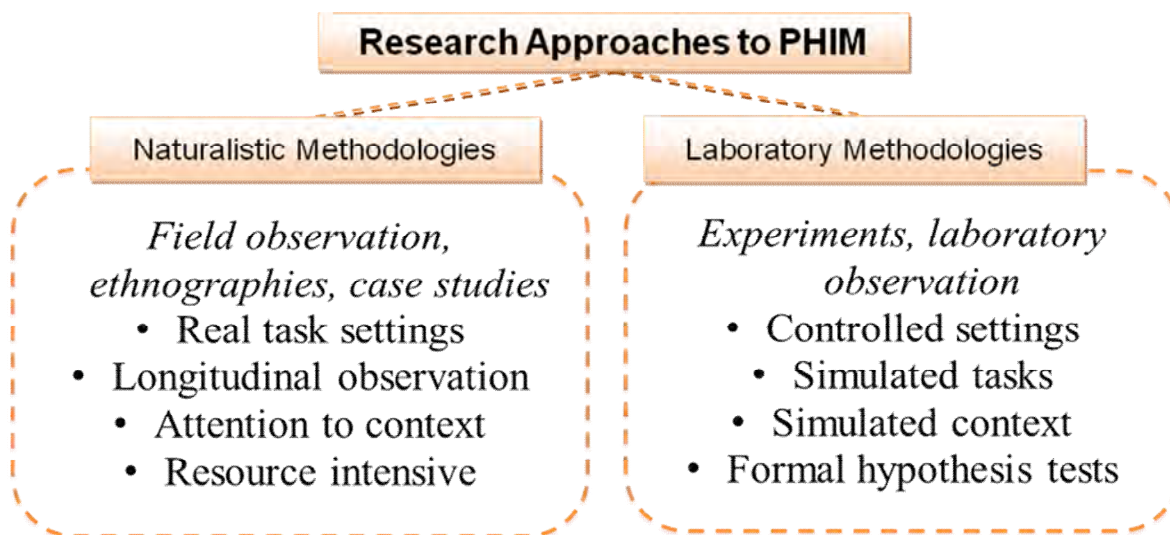 Research Approaches to PHIM
Naturalistic Methodologies
Field observation,
ethnographies, case studies
• Real task settings
• Longitudinal observation
• Attention to context
• Resource intensive
Laboratory Methodologies
Experiments, laboratory
observation
• Controlled settings
• Simulated tasks
• Simulated context
• Formal hypothesis tests